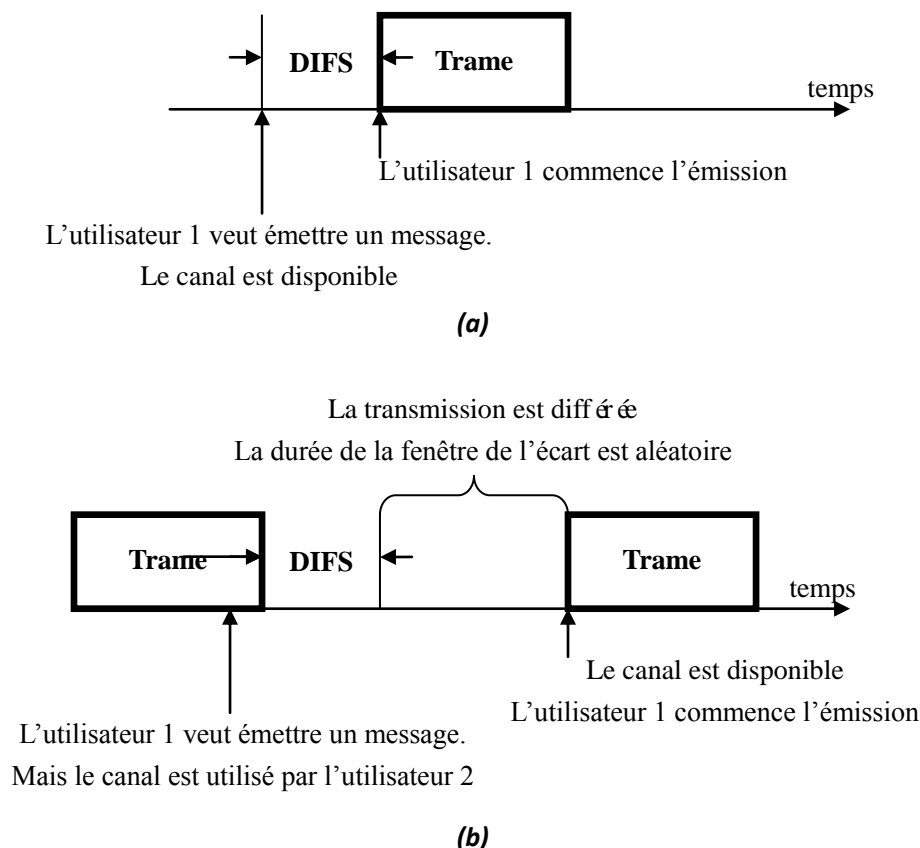 DIFS
Trame
temps
L'utilisateur 1 commence l'émission
L'utilisateur 1 veut émettre un message.
Le canal est disponible
(a)
La transmission est différée
La durée de la fenêtre de l'écart est aléatoire
Trame
DIFS
Trame
temps
Le canal est disponible
L'utilisateur 1 commence l'émission
L'utilisateur 1 veut émettre un message.
Mais le canal est utilisé par l'utilisateur 2
(b)